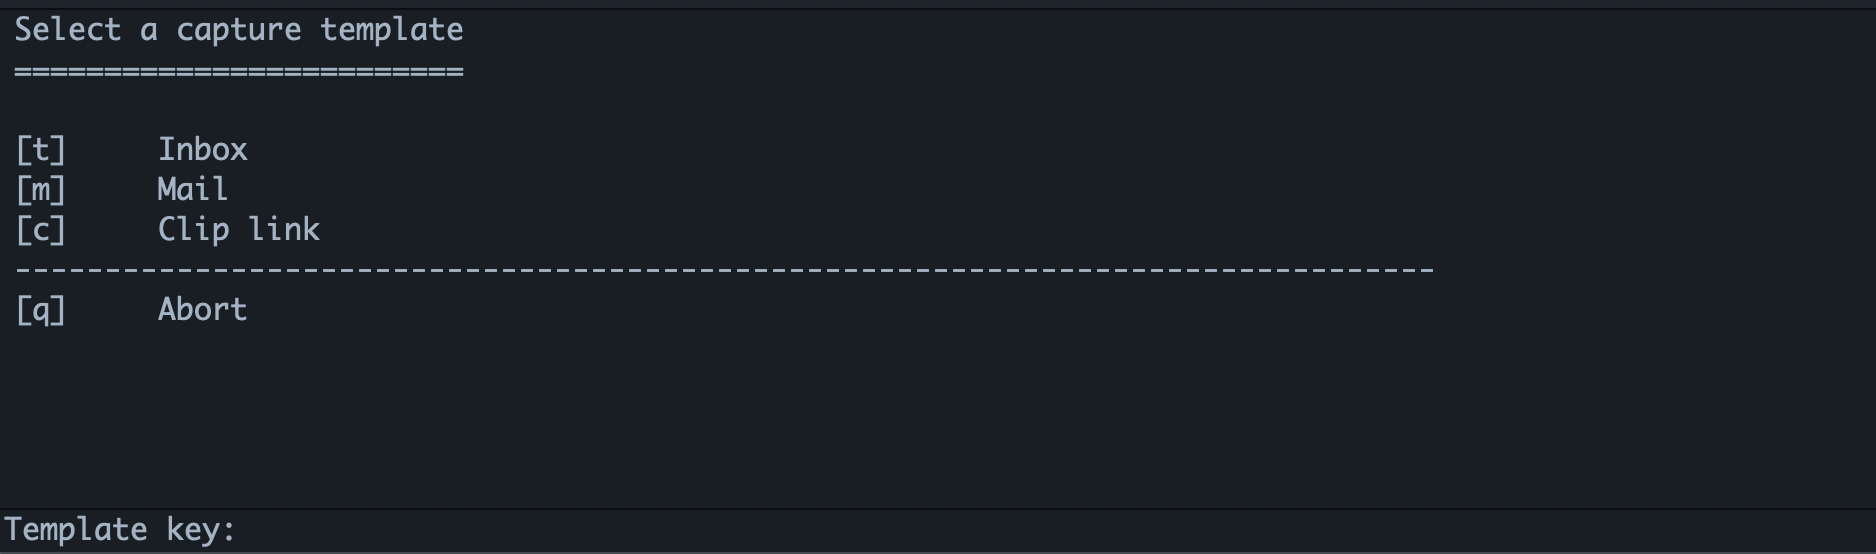 Select a capture template
=========================
[t]     Inbox
[m]     Mail
[c]     Clip link
-------------------------------------------------------------------------------
[q]     Abort
Template key: